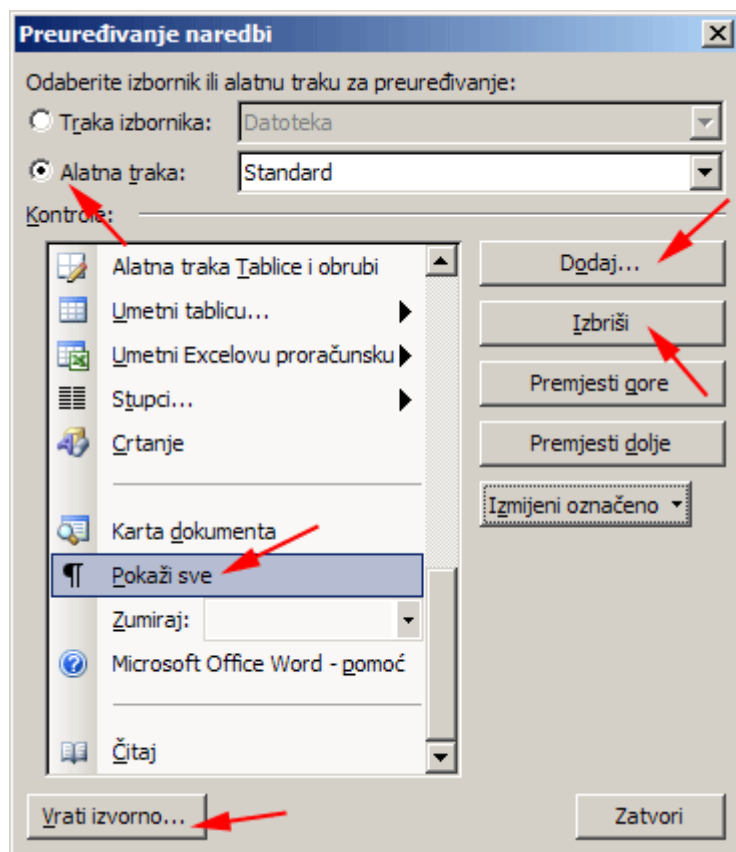 Preuređivanje naredbi
Odaberite izbornik ili alatnu traku za preuređivanje:
Traka izbornika:
Datoteka
Alatna traka:
Standard
Kontrole:
Alatna traka Tablice i obrubi
Umetni tablicu...
Umetni Excelovu proračunsku
Stupci...
Crtanje
Karta dokumenta
Pokaži sve
Zumiraj:
Microsoft Office Word - pomoć
Čitaj
Dodaj...
Izbriši
Premjesti gore
Premjesti dolje
Izmijeni označeno
Vrati izvorno...
Zatvori